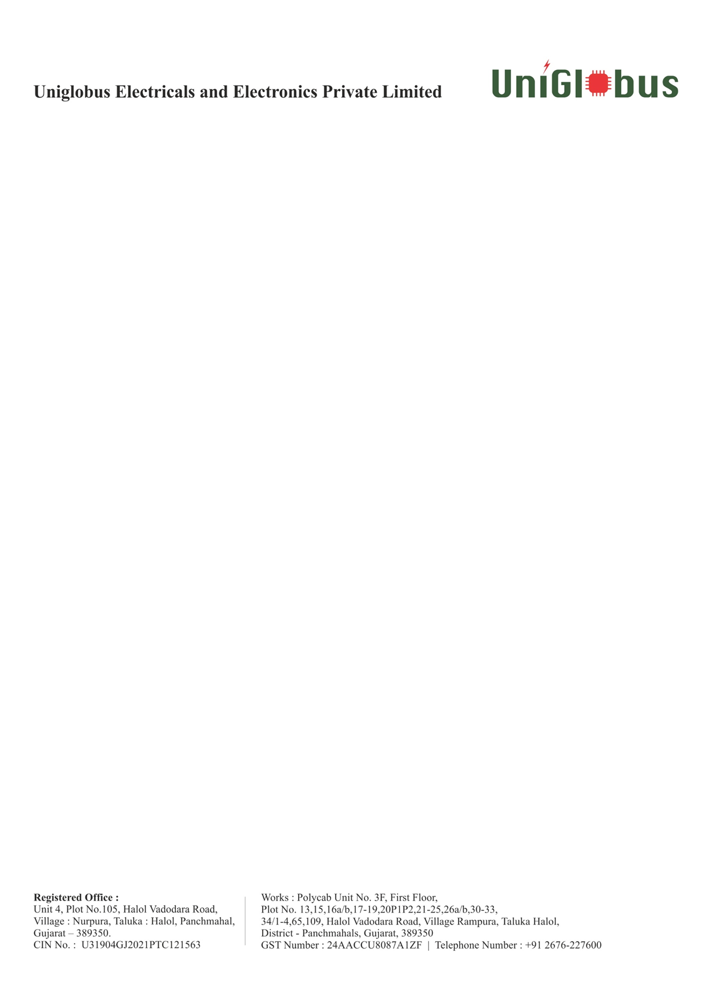 Uniglobus Electricals and Electronics Private Limited
UniGlobus
Registered Office :
Unit 4, Plot No.105, Halol Vadodara Road,
Village : Nurpura, Taluka : Halol, Panchmahal,
Gujarat – 389350.
CIN No. : U31904GJ2021PTC121563
Works : Polycab Unit No. 3F, First Floor,
Plot No. 13,15,16a/b,17-19,20P1P2,21-25,26a/b,30-33,
34/1-4,65,109, Halol Vadodara Road, Village Rampura, Taluka Halol,
District - Panchmahals, Gujarat, 389350
GST Number : 24AACCU8087A1ZF | Telephone Number : +91 2676-227600